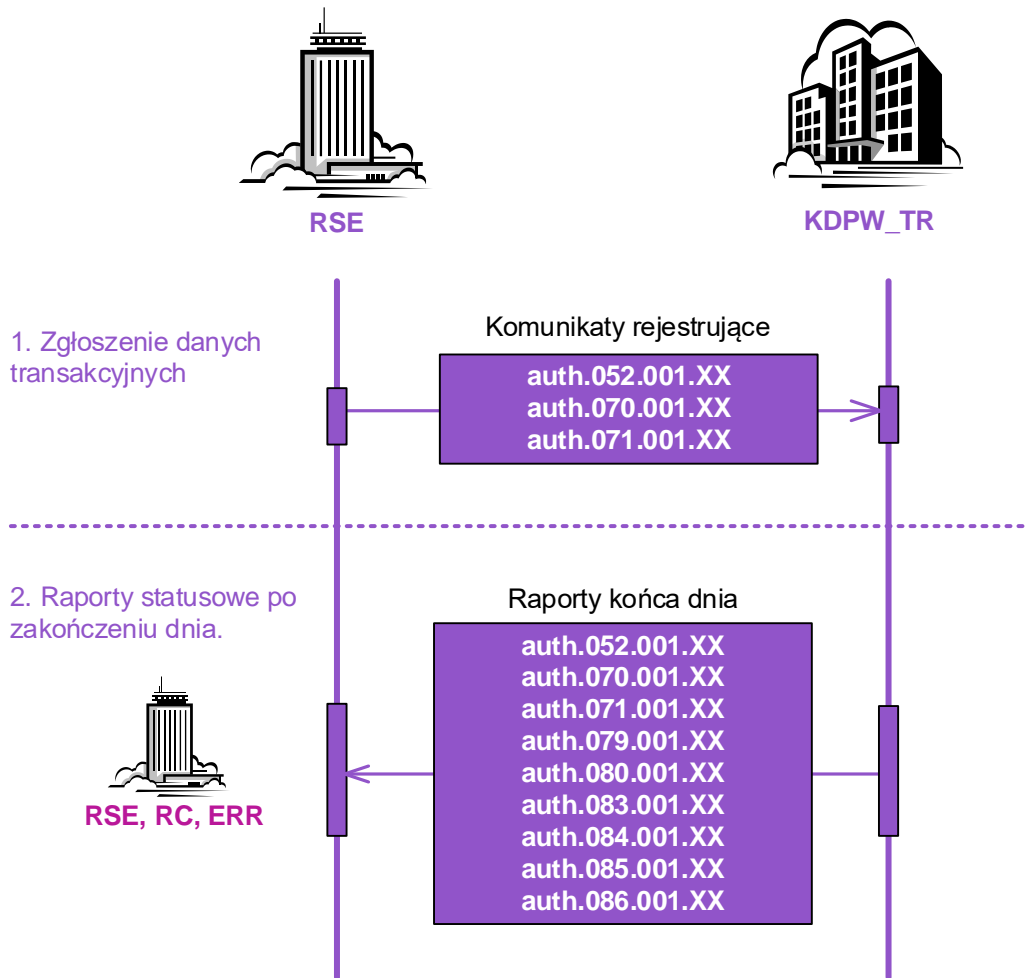 RSE
KDPW_TR
1. Zgłoszenie danych
transakcyjnych
Komunikaty rejestrujące
auth.052.001.XX
auth.070.001.XX
auth.071.001.XX
2. Raporty statusowe po
zakończeniu dnia.
Raporty końca dnia
auth.052.001.XX
auth.070.001.XX
auth.071.001.XX
auth.079.001.XX
auth.080.001.XX
auth.083.001.XX
auth.084.001.XX
auth.085.001.XX
auth.086.001.XX
RSE, RC, ERR